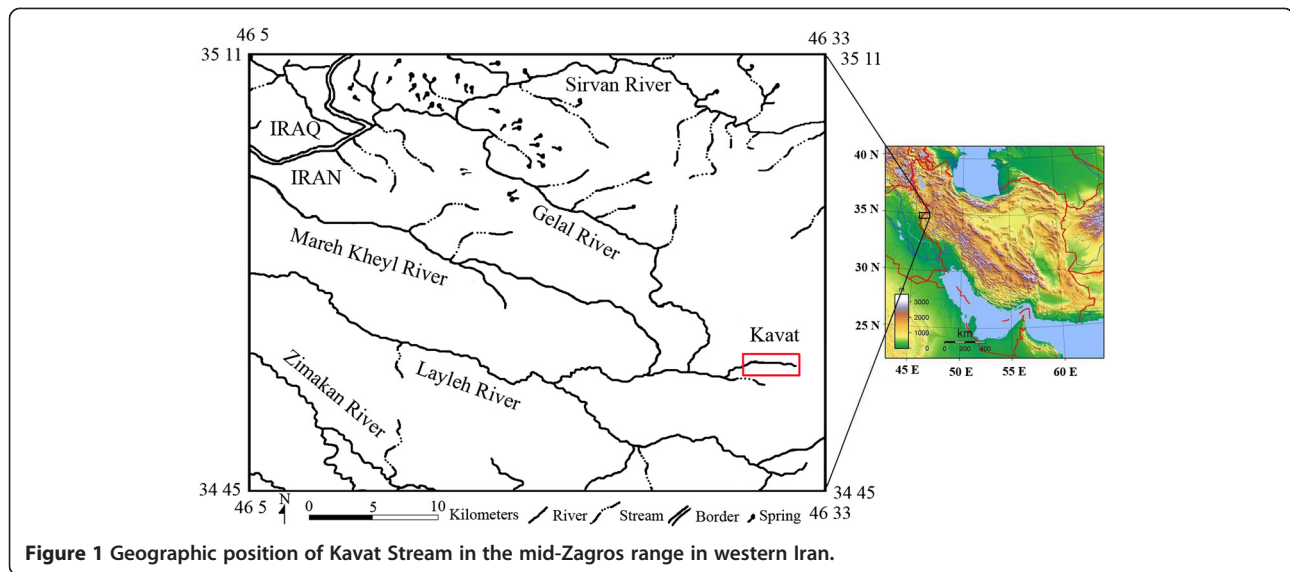 46 5
46 33
35 11
35 11
Sirvan River
IRAQ
IRAN
Gelal River
Mareh Kheyl River
Kavat
Layleh River
Zimakan River
34 45
34 45
46 5
46 33
N
0 5 10
Kilometers River Stream Border Spring
40 N
35 N
30 N
25 N
m
3000
2000
1000
0
km
0 200 400
45 E 50 E 55 E 60 E
Figure 1 Geographic position of Kavat Stream in the mid-Zagros range in western Iran.